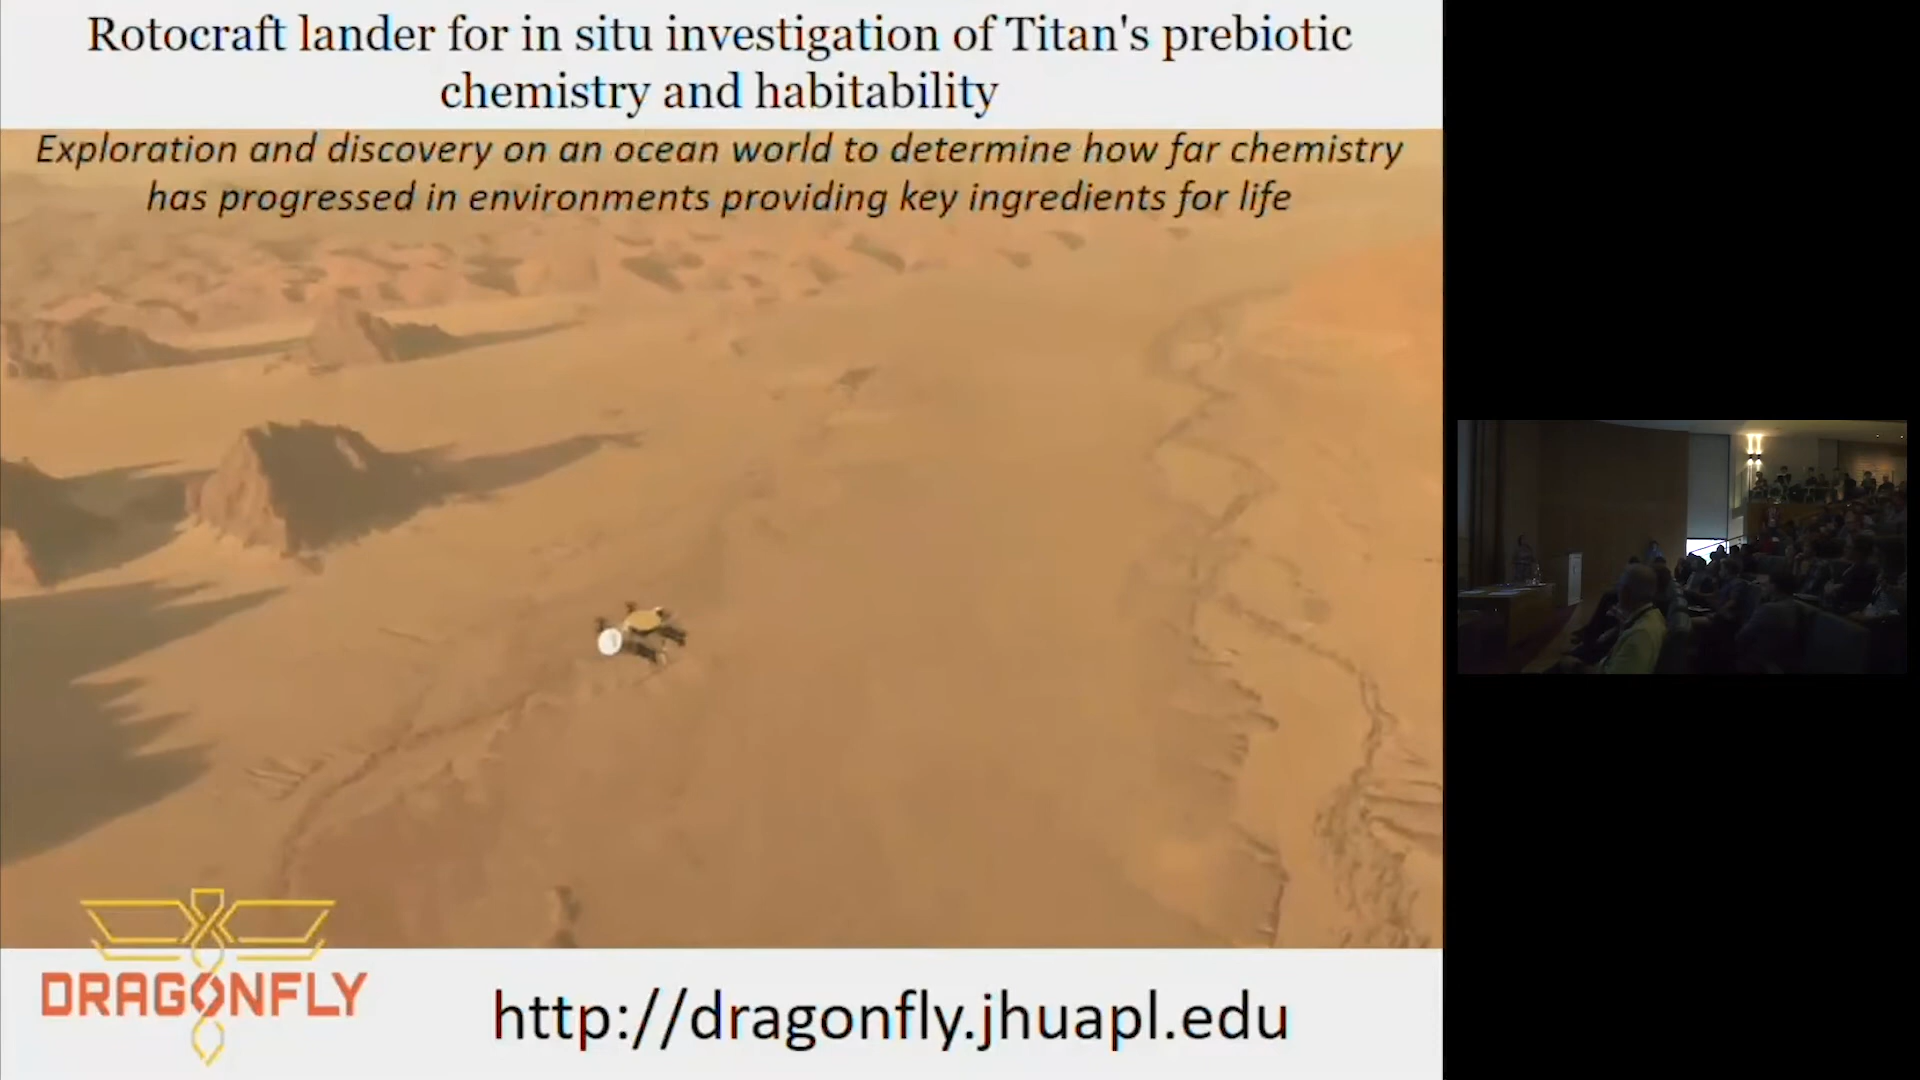 Rotocraft lander for in situ investigation of Titan's prebiotic
chemistry and habitability
Exploration and discovery on an ocean world to determine how far chemistry
has progressed in environments providing key ingredients for life
DRAGONFLY
http://dragonfly.jhuapl.edu